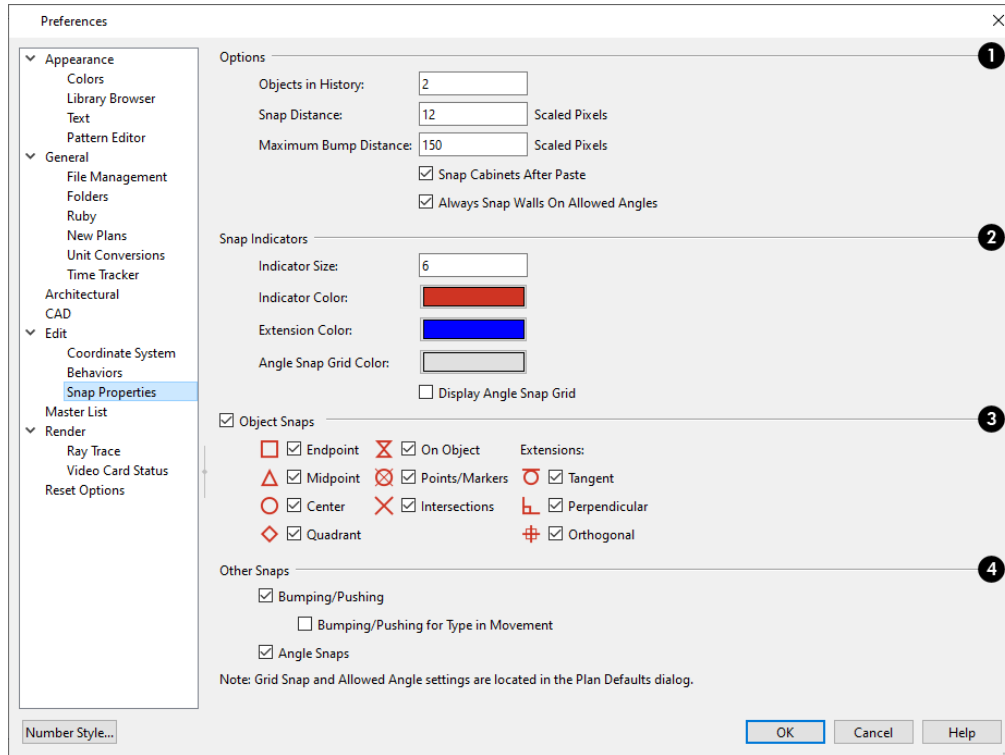 Preferences
Appearance
Colors
Library Browser
Text
Pattern Editor
General
File Management
Folders
Ruby
New Plans
Unit Conversions
Time Tracker
Architectural
CAD
Edit
Coordinate System
Behaviors
Snap Properties
Master List
Render
Ray Trace
Video Card Status
Reset Options
Options 1
Objects in History: 2
Snap Distance: 12 Scaled Pixels
Maximum Bump Distance: 150 Scaled Pixels
Snap Cabinets After Paste
Always Snap Walls On Allowed Angles
Snap Indicators 2
Indicator Size: 6
Indicator Color:
Extension Color:
Angle Snap Grid Color:
Display Angle Snap Grid
Object Snaps 3
Endpoint On Object Extensions:
Midpoint Points/Markers Tangent
Center Intersections Perpendicular
Quadrant Orthogonal
Other Snaps 4
Bumping/Pushing
Bumping/Pushing for Type in Movement
Angle Snaps
Note: Grid Snap and Allowed Angle settings are located in the Plan Defaults dialog.
Number Style... OK Cancel Help